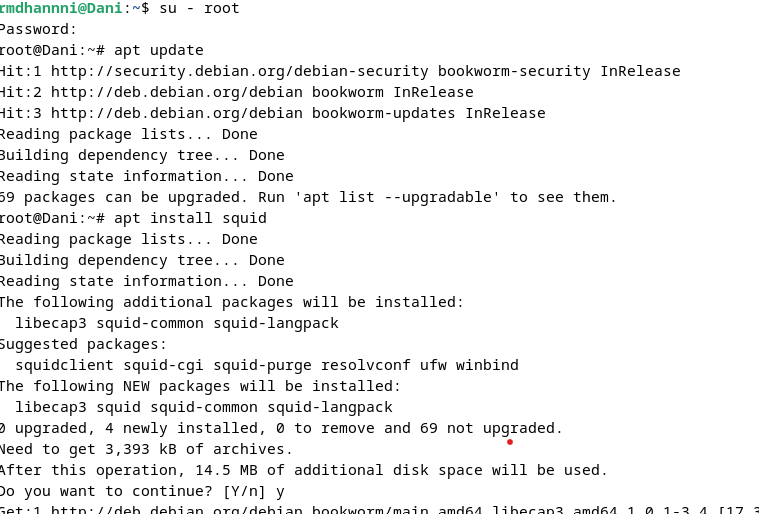 rmdhannni@Dani:~$ su - root
Password:
root@Dani:~# apt update
Hit:1 http://security.debian.org/debian-security bookworm-security InRelease
Hit:2 http://deb.debian.org/debian bookworm InRelease
Hit:3 http://deb.debian.org/debian bookworm-updates InRelease
Reading package lists... Done
Building dependency tree... Done
Reading state information... Done
69 packages can be upgraded. Run 'apt list --upgradable' to see them.
root@Dani:~# apt install squid
Reading package lists... Done
Building dependency tree... Done
Reading state information... Done
The following additional packages will be installed:
  libecap3 squid-common squid-langpack
Suggested packages:
  squidclient squid-cgi squid-purge resolvconf ufw winbind
The following NEW packages will be installed:
  libecap3 squid squid-common squid-langpack
0 upgraded, 4 newly installed, 0 to remove and 69 not upgraded.
Need to get 3,393 kB of archives.
After this operation, 14.5 MB of additional disk space will be used.
Do you want to continue? [Y/n] y
Get:1 http://deb.debian.org/debian bookworm/main amd64 libecap3 amd64 1.0.1-3.4 [17.3